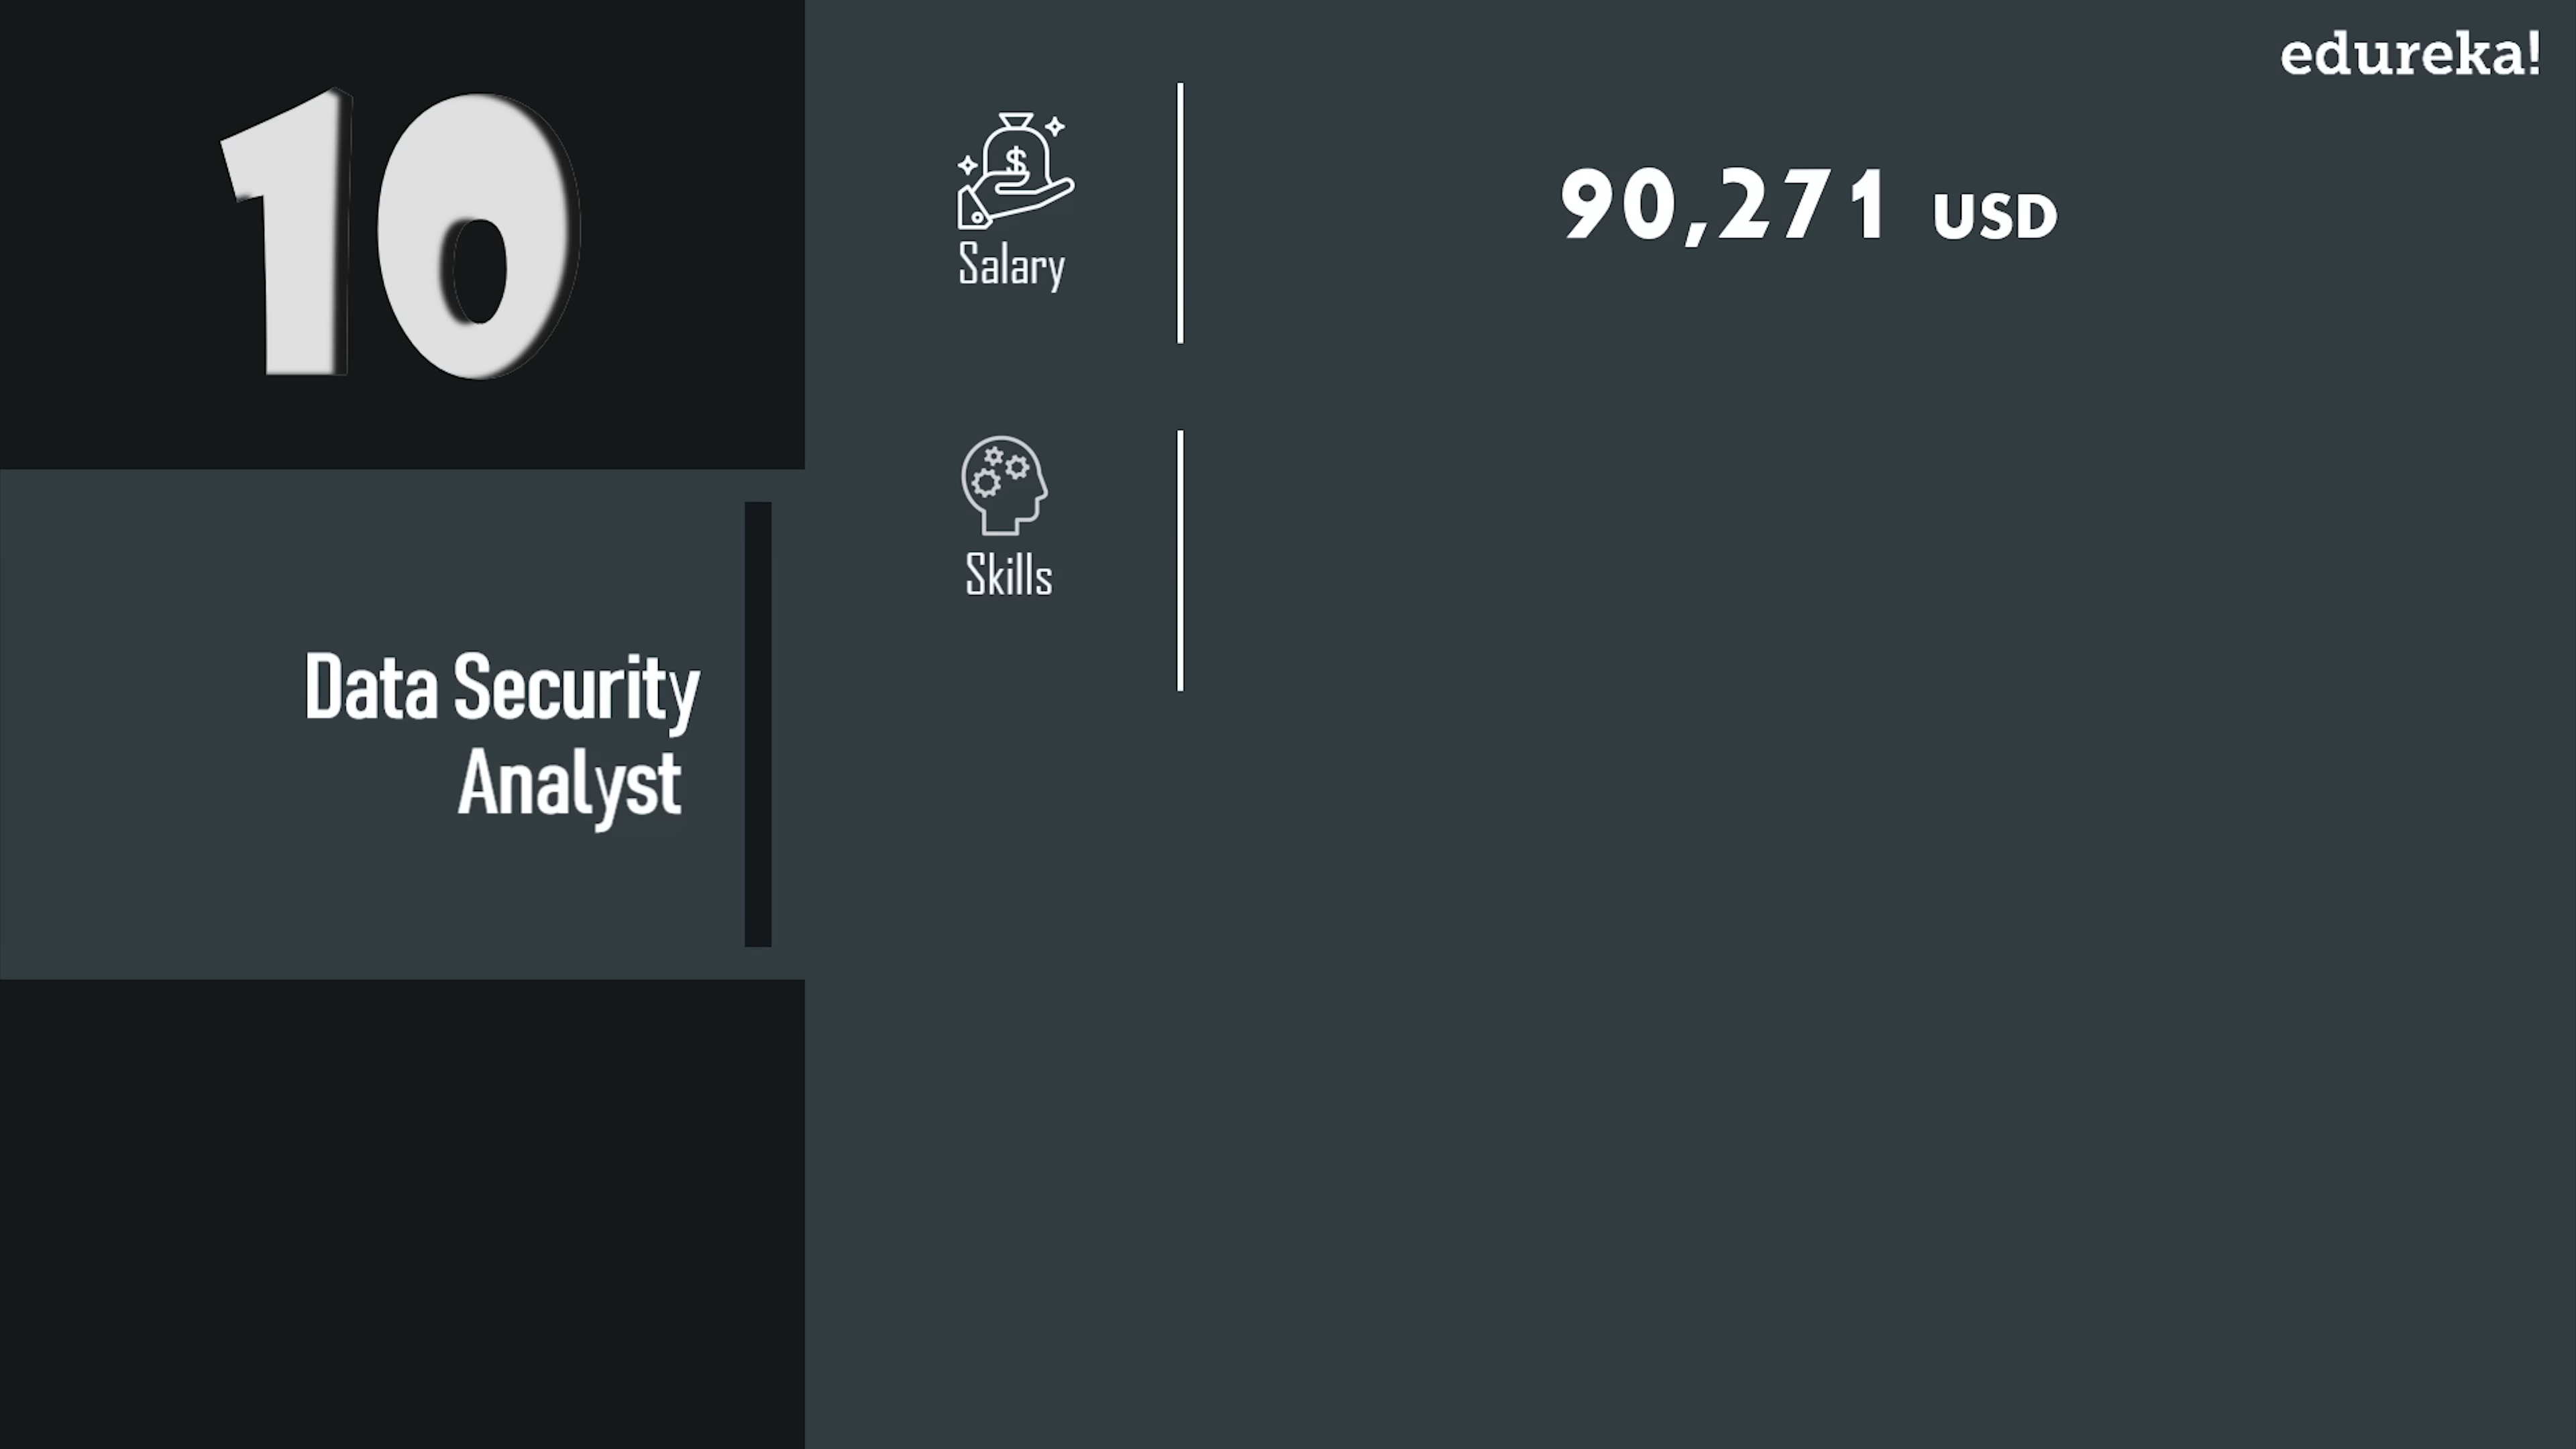 10
edureka!
$
Salary
90,271 USD
Skills
Data Security
Analyst